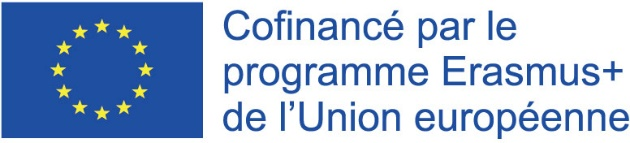 Cofinancé par le
programme Erasmus+
de l’Union européenne